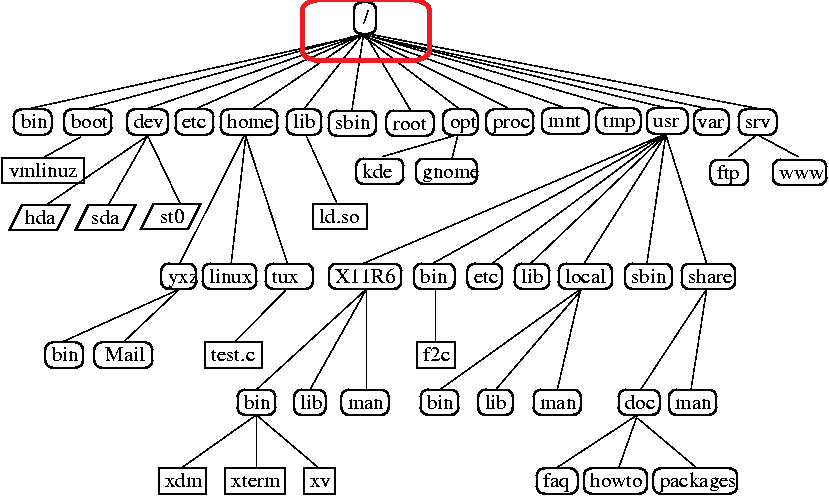 /
bin boot dev etc home lib sbin root opt proc mnt tmp usr var srv
vmlinuz kde gnome ftp www
hda sda st0 ld.so
yxz linux tux X11R6 bin etc lib local sbin share
bin Mail test.c f2c
bin lib man bin lib man doc man
xdm xterm xv faq howto packages